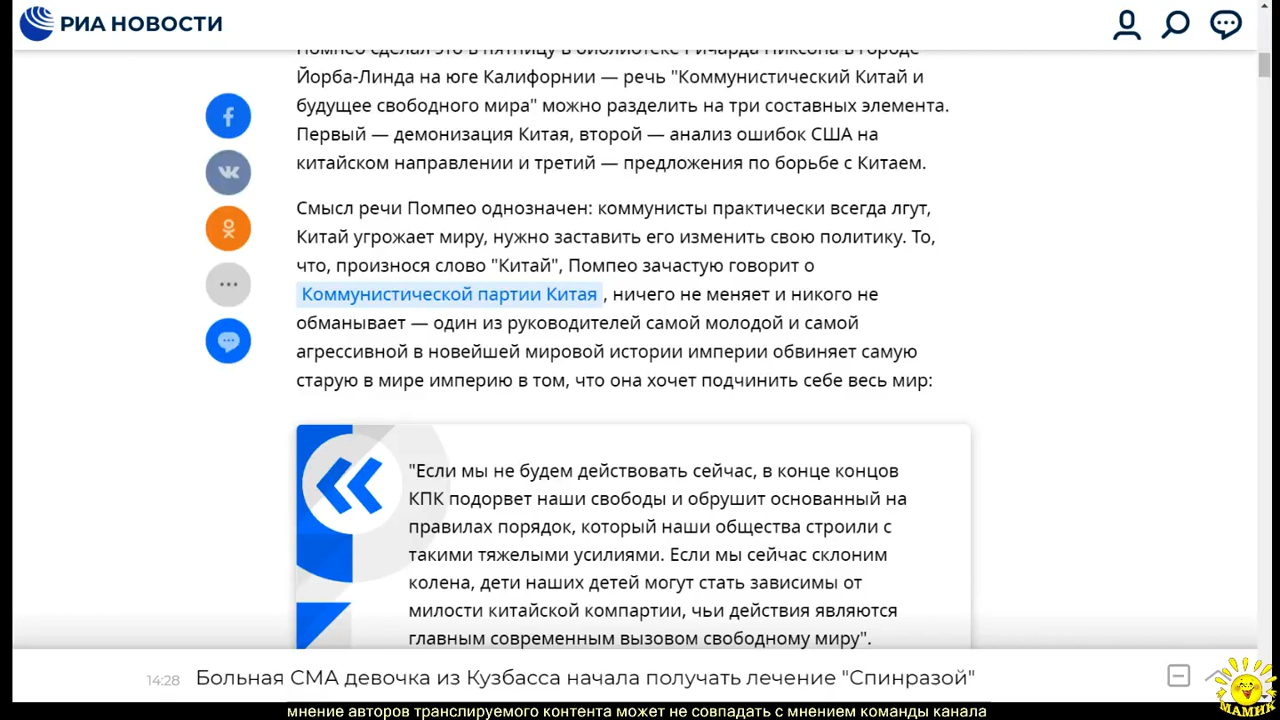 РИА НОВОСТИ
Помпео сделал это в пятницу в библиотеке Ричарда Никсона в городе
Йорба-Линда на юге Калифорнии — речь "Коммунистический Китай и
будущее свободного мира" можно разделить на три составных элемента.
Первый — демонизация Китая, второй — анализ ошибок США на
китайском направлении и третий — предложения по борьбе с Китаем.
Смысл речи Помпео однозначен: коммунисты практически всегда лгут,
Китай угрожает миру, нужно заставить его изменить свою политику. То,
что, произнося слово "Китай", Помпео зачастую говорит о
Коммунистической партии Китая , ничего не меняет и никого не
обманывает — один из руководителей самой молодой и самой
агрессивной в новейшей мировой истории империи обвиняет самую
старую в мире империю в том, что она хочет подчинить себе весь мир:
"Если мы не будем действовать сейчас, в конце концов
КПК подорвет наши свободы и обрушит основанный на
правилах порядок, который наши общества строили с
такими тяжелыми усилиями. Если мы сейчас склоним
колена, дети наших детей могут стать зависимы от
милости китайской компартии, чьи действия являются
главным современным вызовом свободному миру".
14:28 Больная СМА девочка из Кузбасса начала получать лечение "Спинразой"
МАМИК
мнение авторов транслируемого контента может не совпадать с мнением команды канала